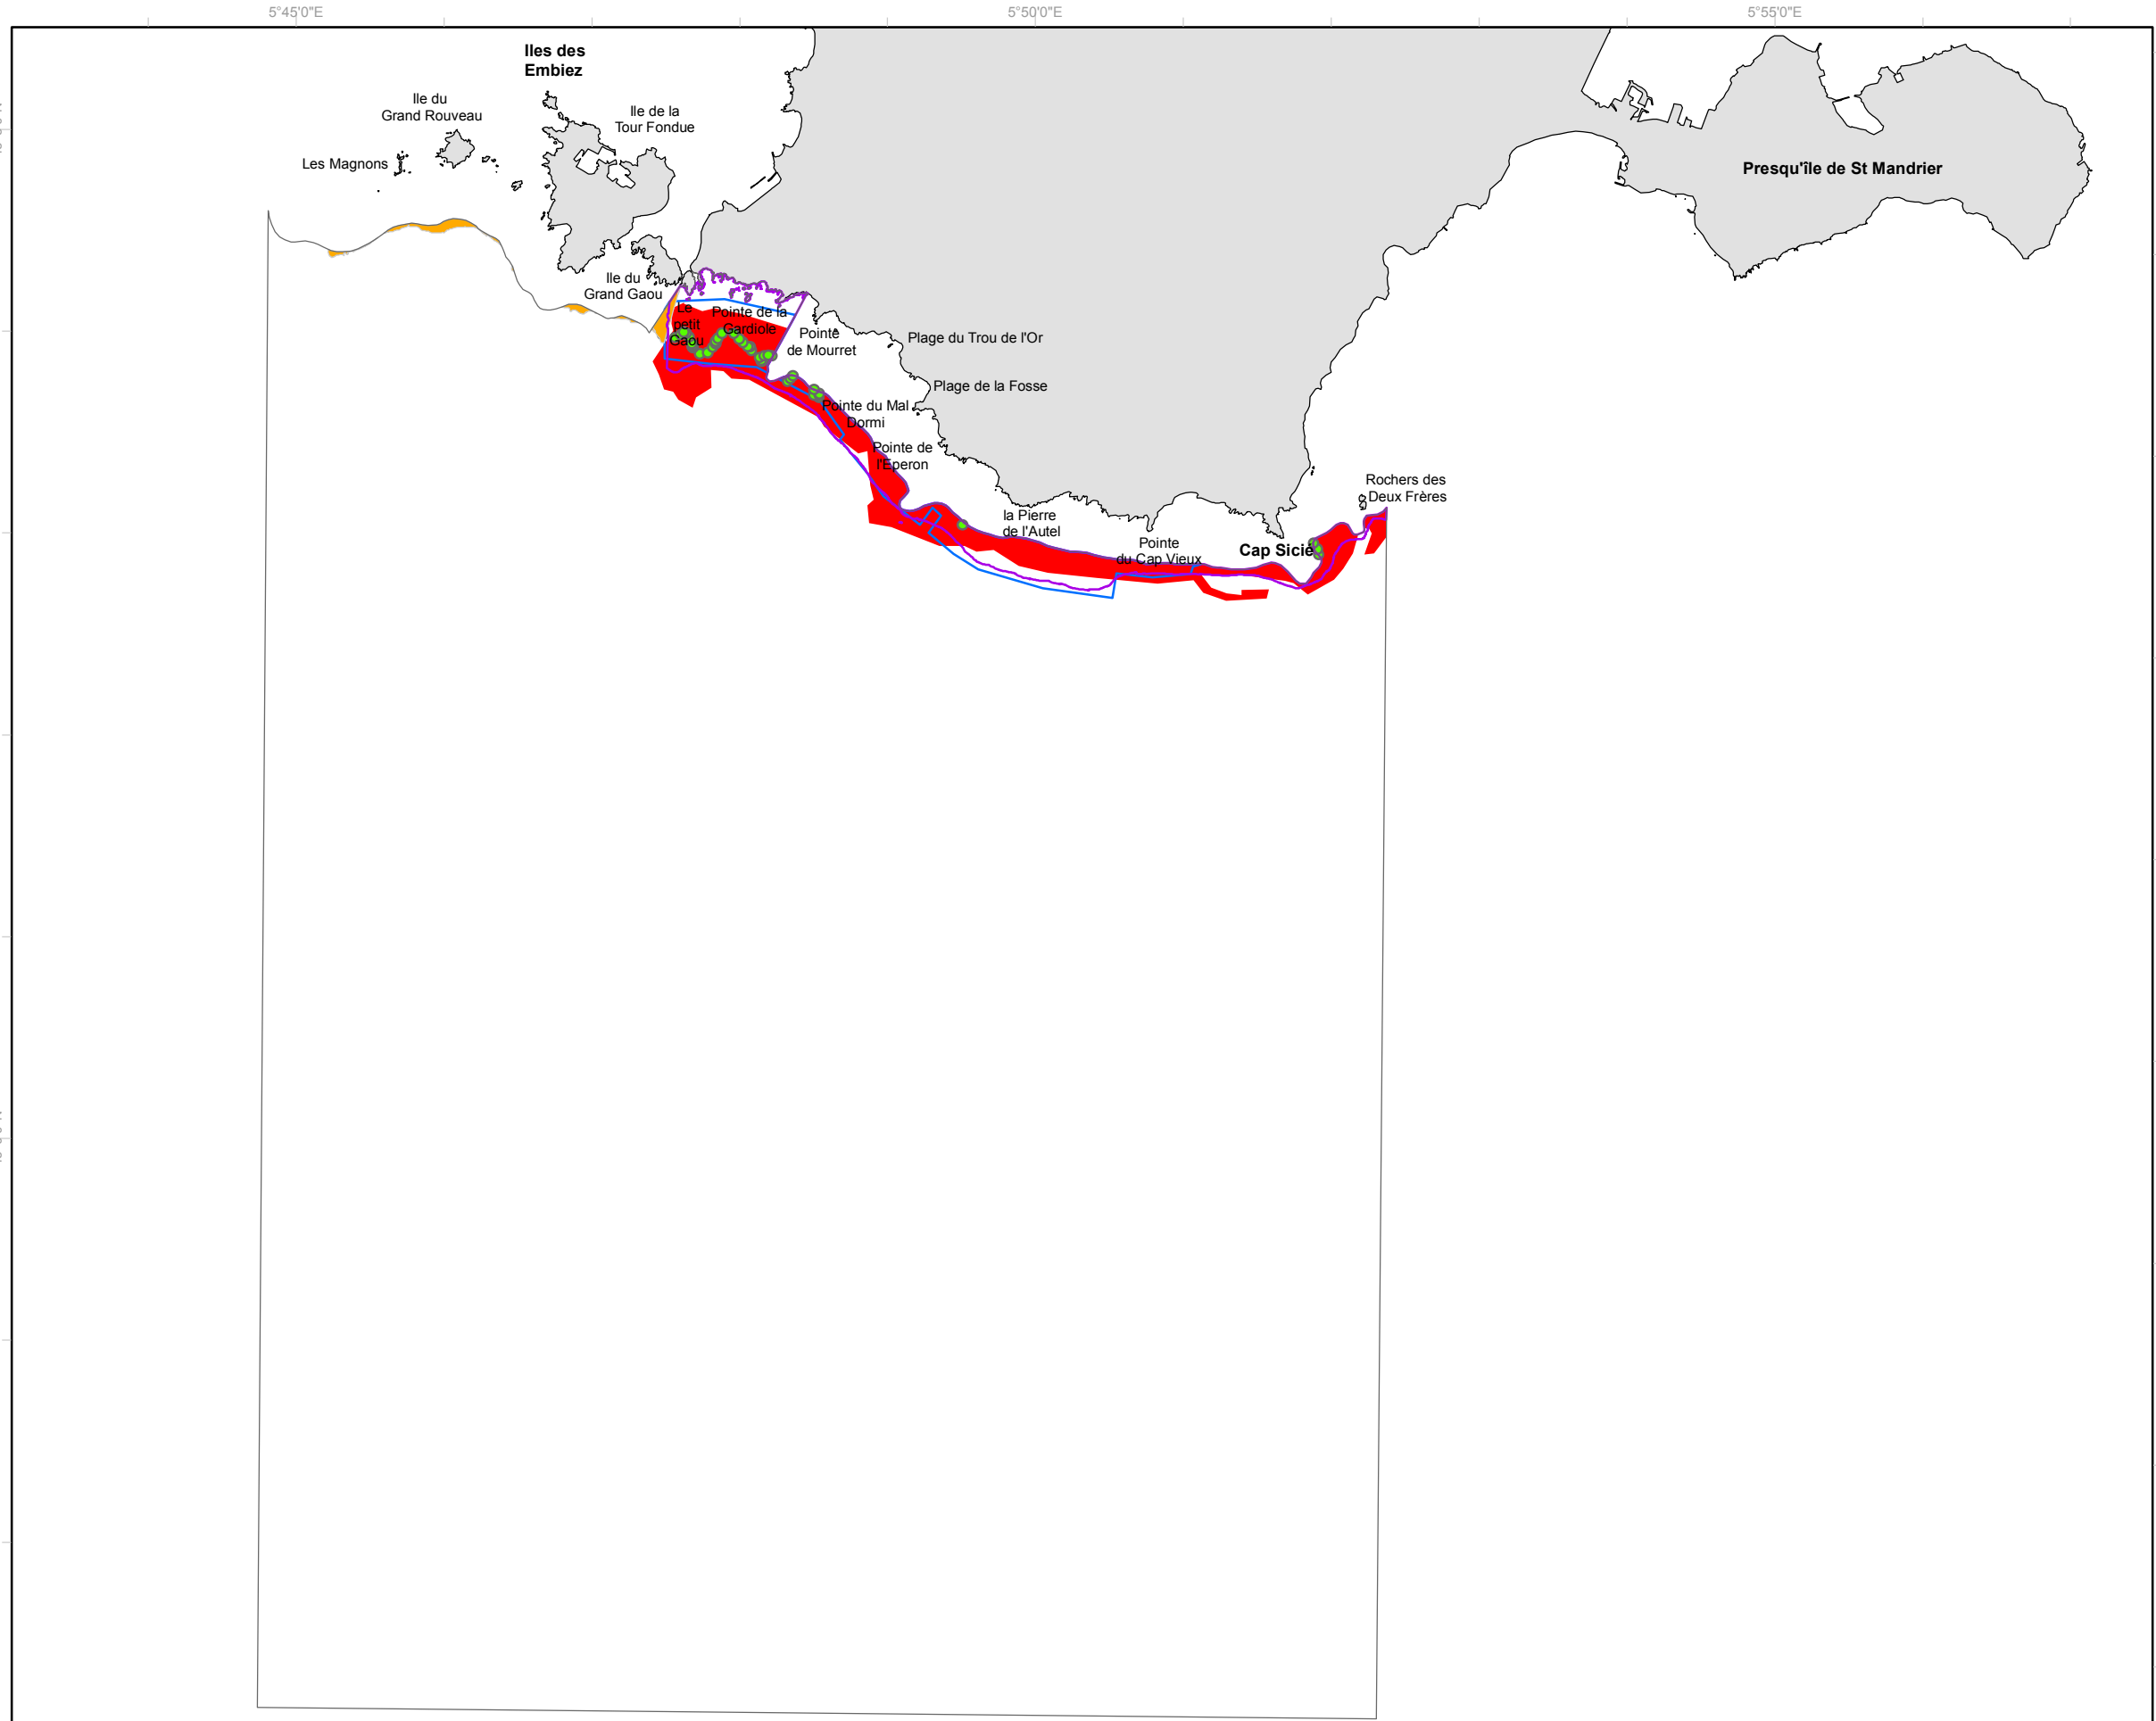 5°45'0"E
5°50'0"E
5°55'0"E
Iles des
Embiez
Ile du
Grand Rouveau
Ile de la
Tour Fondue
Les Magnons
Presqu'île de St Mandrier
Ile du
Grand Gaou
Le
petit
Gaou
Pointe de la
Gardiole
Pointe
de Mourret
Plage du Trou de l'Or
Plage de la Fosse
Pointe du Mal
Dormi
Pointe de
l'Eperon
Rochers des
Deux Frères
la Pierre
de l'Autel
Pointe
du Cap Vieux
Cap Sicié